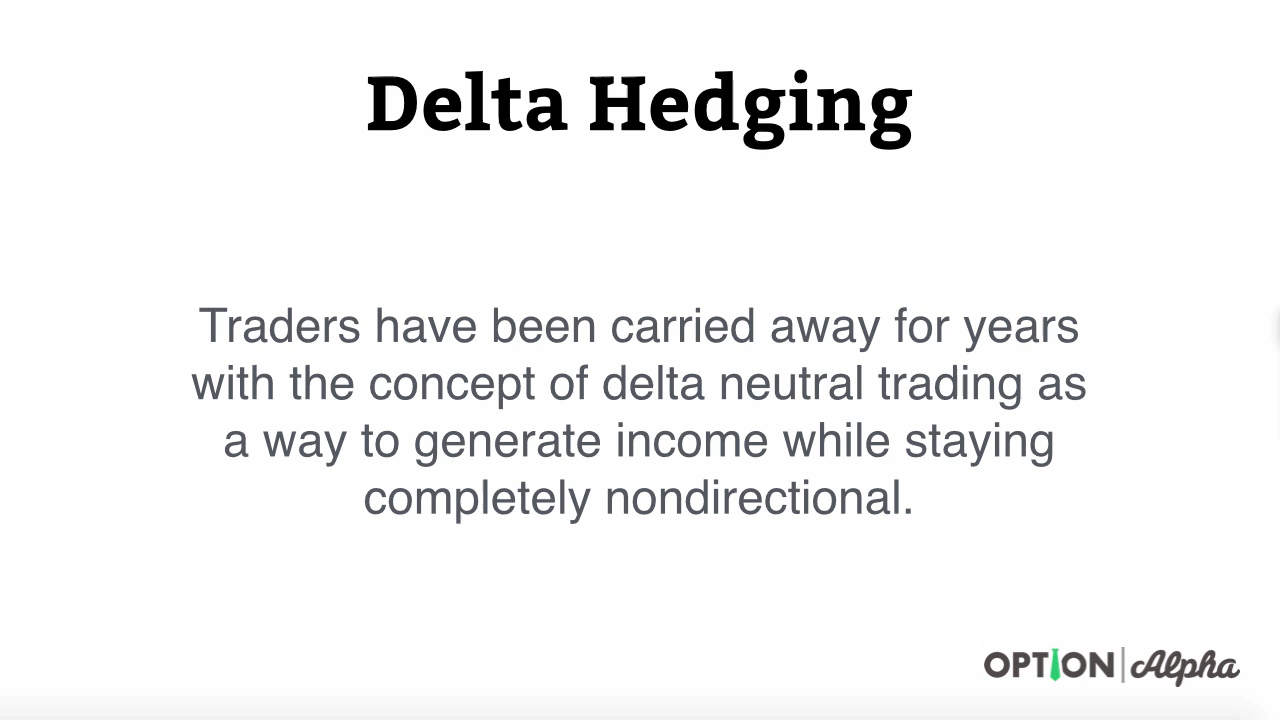 Delta Hedging
Traders have been carried away for years
with the concept of delta neutral trading as
a way to generate income while staying
completely nondirectional.
OPTION | Alpha